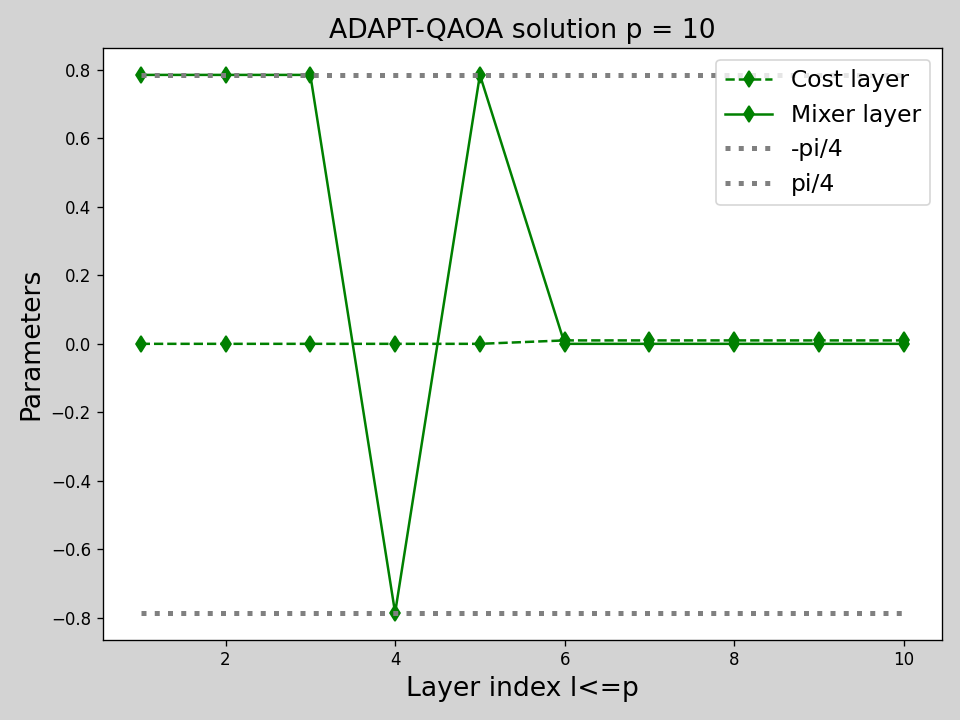 ADAPT-QAOA solution p = 10
Parameters
0.8
0.6
0.4
0.2
0.0
−0.2
−0.4
−0.6
−0.8
Cost layer
Mixer layer
-pi/4
pi/4
2
4
6
8
10
Layer index l<=p